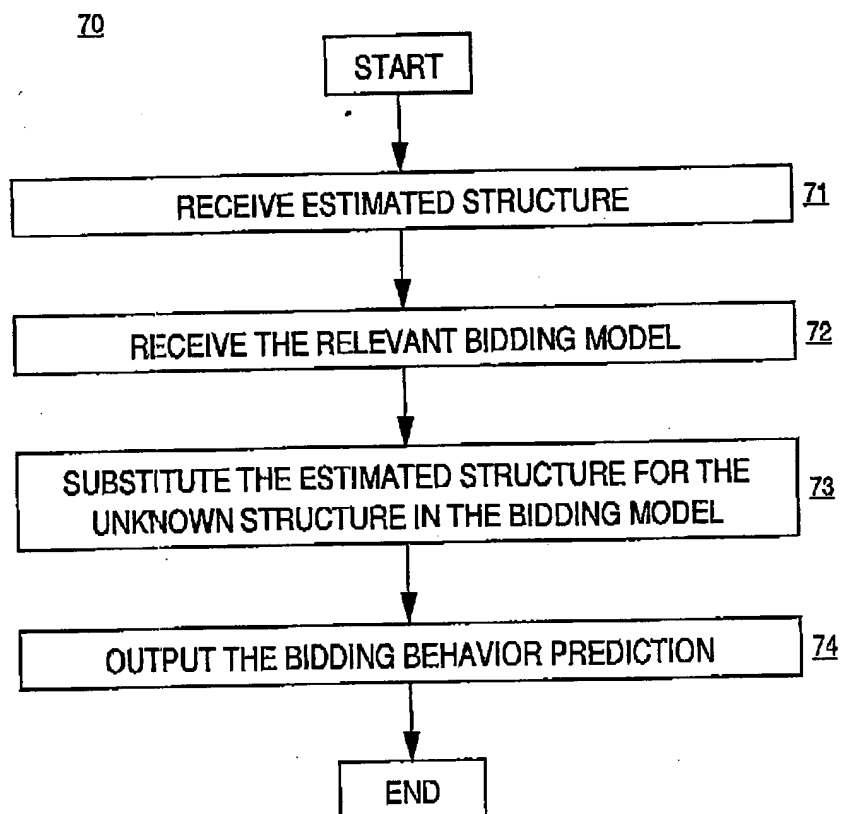 70
START
RECEIVE ESTIMATED STRUCTURE
71
RECEIVE THE RELEVANT BIDDING MODEL
72
SUBSTITUTE THE ESTIMATED STRUCTURE FOR THE
UNKNOWN STRUCTURE IN THE BIDDING MODEL
73
OUTPUT THE BIDDING BEHAVIOR PREDICTION
74
END